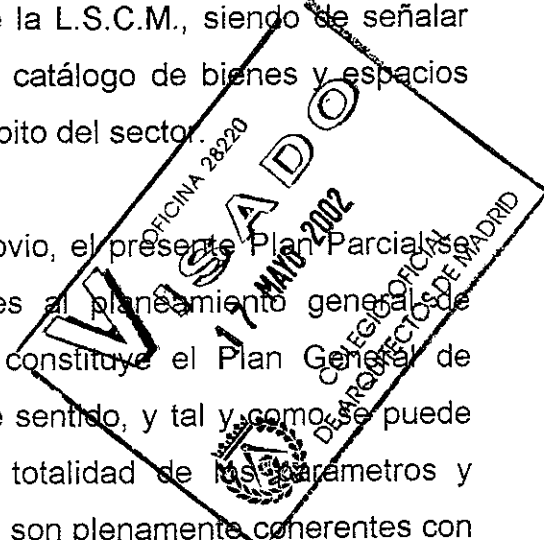 e la L.S.C.M., siendo de señalar
catálogo de bienes y espacios
bito del sector.
OFICINA 28220
VISADO
17 MAYO 2002
COLEGIO OFICIAL
DE ARQUITECTOS DE MADRID
ovio, el presente Plan Parcial se
es al planeamiento general de
constituye el Plan General de
e sentido, y tal y como se puede
totalidad de los parámetros y
son plenamente coherentes con